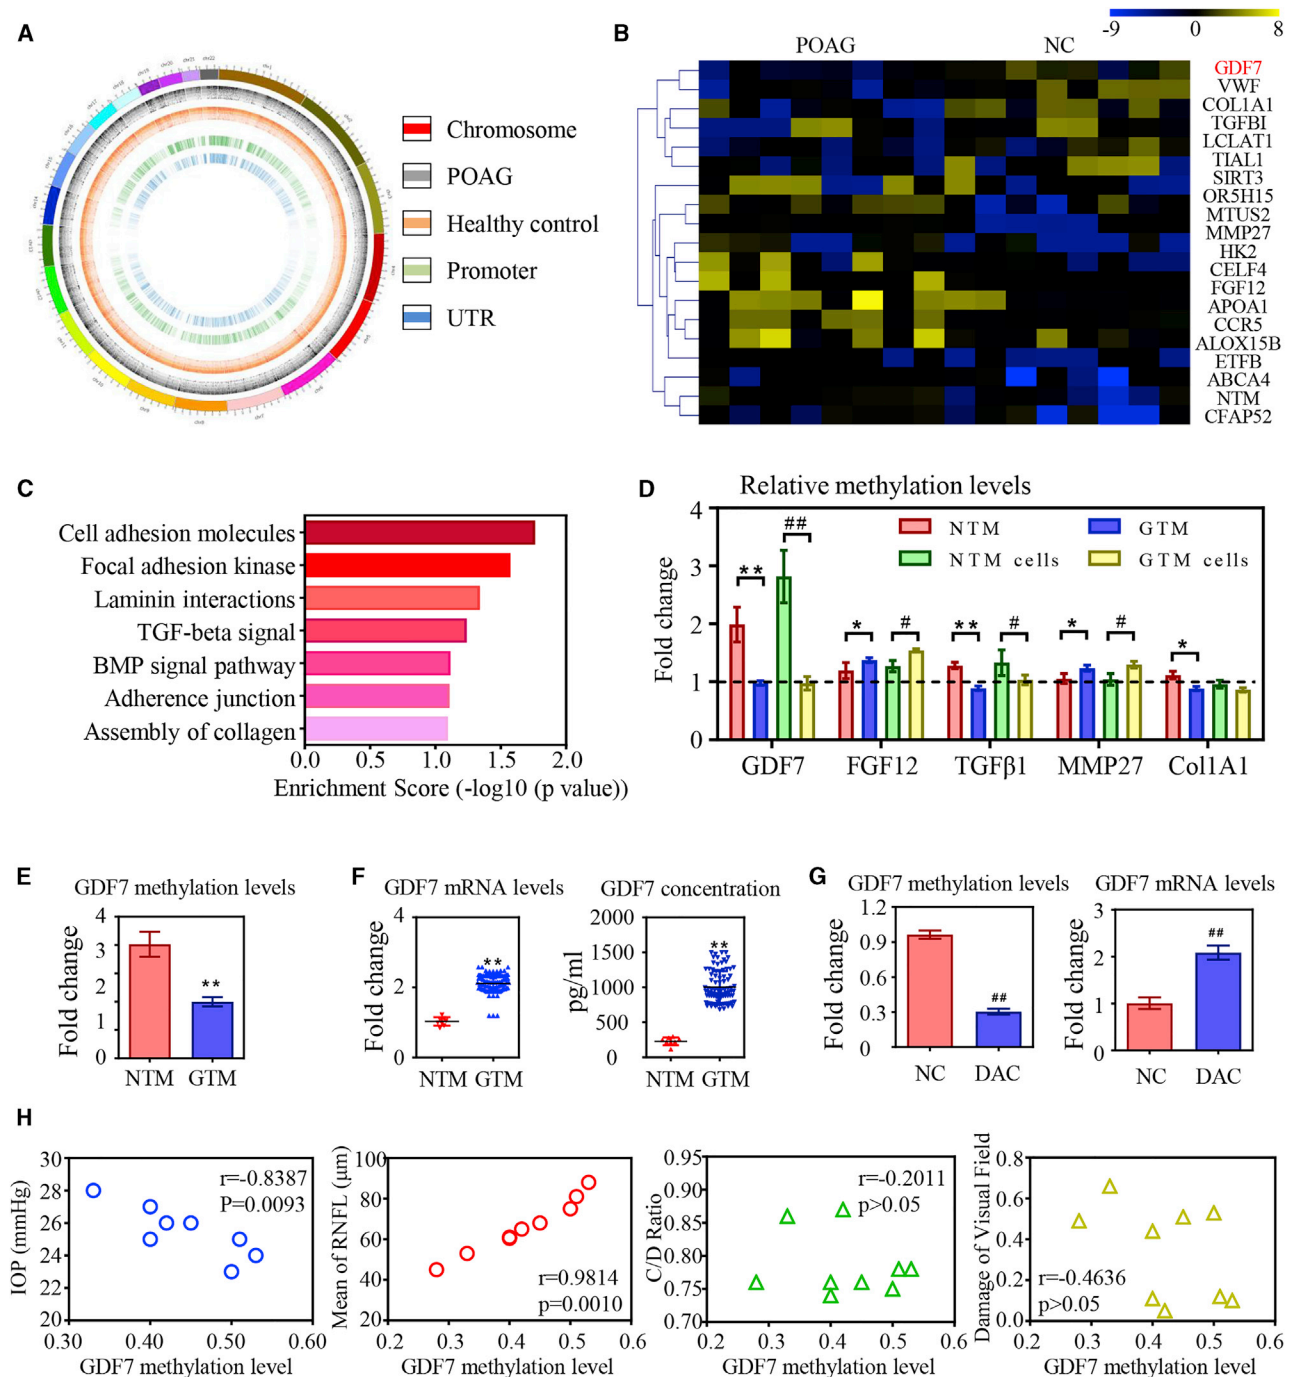 A
Chromosome
POAG
Healthy control
Promoter
UTR
B
-9
0
8
POAG
NC
GDF7
VWF
COL1A1
TGFBI
LCLAT1
TIAL1
SIRT3
OR5H15
MTUS2
MMP27
HK2
CELF4
FGF12
APOA1
CCR5
ALOX15B
ETFB
ABCA4
NTM
CFAP52
C
Cell adhesion molecules
Focal adhesion kinase
Laminin interactions
TGF-beta signal
BMP signal pathway
Adherence junction
Assembly of collagen
0.0 0.5 1.0 1.5 2.0
Enrichment Score (-log10 (p value))
D
Relative methylation levels
Fold change
4
3
2
1
0
NTM
GTM
NTM cells
GTM cells
**
##
*
#
**
#
*
#
*
GDF7 FGF12 TGFβ1 MMP27 Col1A1
E
GDF7 methylation levels
Fold change
4
3
2
1
0
**
NTM GTM
F
GDF7 mRNA levels
Fold change
4
2
0
**
NTM GTM
GDF7 concentration
pg/ml
2000
1500
1000
500
0
**
NTM GTM
G
GDF7 methylation levels
Fold change
1.2
0.9
0.6
0.3
0
##
NC DAC
GDF7 mRNA levels
Fold change
3
2
1
0
##
NC DAC
H
IOP (mmHg)
30
28
26
24
22
20
r=-0.8387
P=0.0093
0.30 0.40 0.50 0.60
GDF7 methylation level
Mean of RNFL (μm)
100
80
60
40
20
r=0.9814
p=0.0010
0.2 0.3 0.4 0.5 0.6
GDF7 methylation level
C/D Ratio
0.95
0.90
0.85
0.80
0.75
0.70
r=-0.2011
p>0.05
0.2 0.3 0.4 0.5 0.6
GDF7 methylation level
Damage of Visual Field
0.8
0.6
0.4
0.2
0.0
r=-0.4636
p>0.05
0.2 0.3 0.4 0.5 0.6
GDF7 methylation level